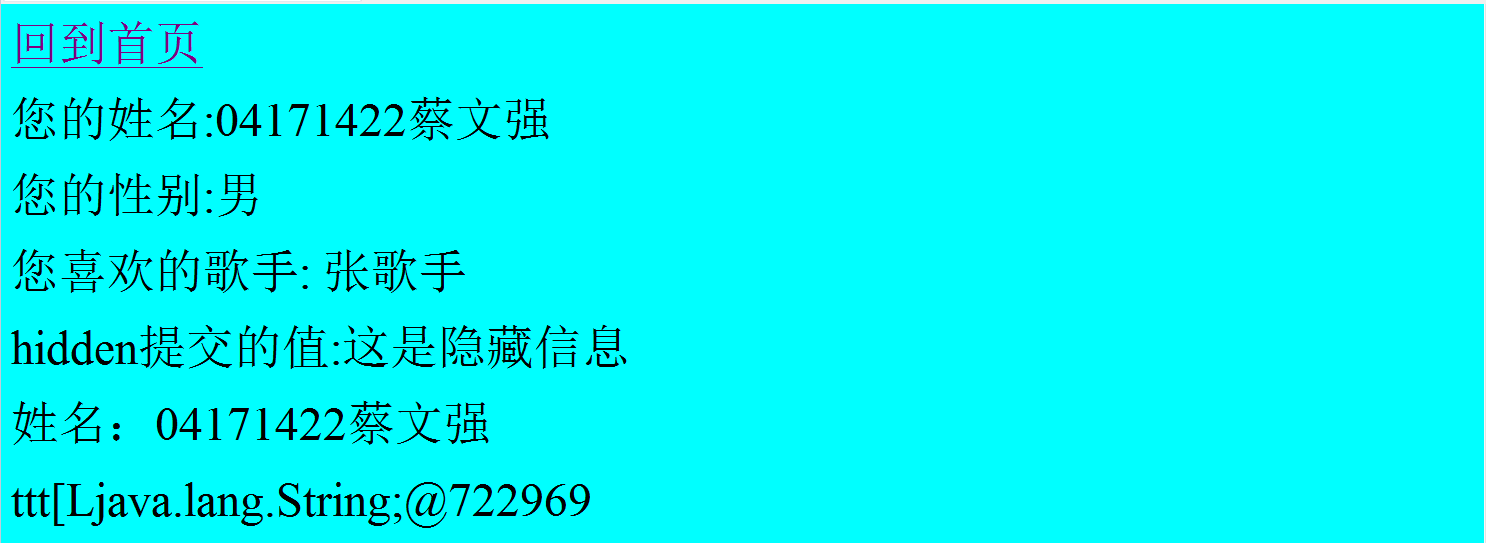 回到首页
您的姓名:04171422蔡文强
您的性别:男
您喜欢的歌手: 张歌手
hidden提交的值:这是隐藏信息
姓名：04171422蔡文强
ttt[Ljava.lang.String;@722969